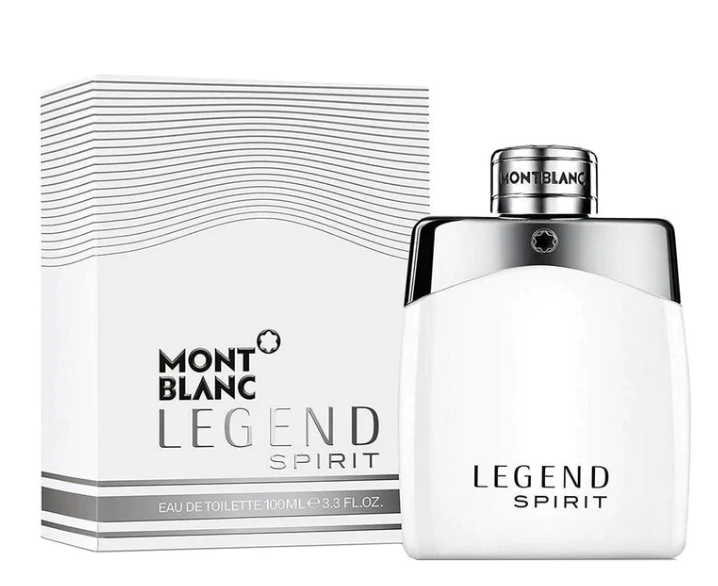 MONT
BLANC
LEGEND
SPIRIT
EAU DE TOILETTE 100ML ℮ 3.3 FL.OZ.
MONTBLANC
LEGEND
SPIRIT